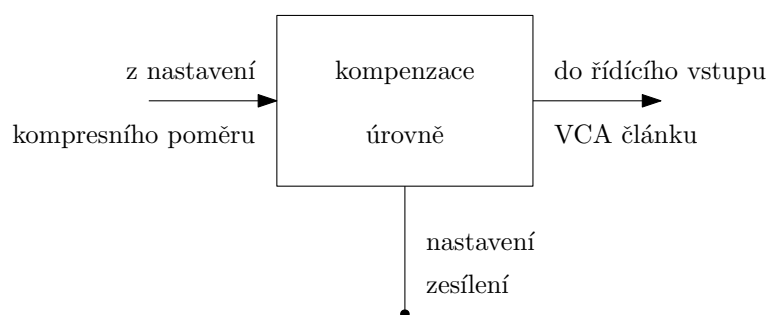 z nastavení
kompresního poměru
kompenzace
úrovně
do řídícího vstupu
VCA článku
nastavení
zesílení